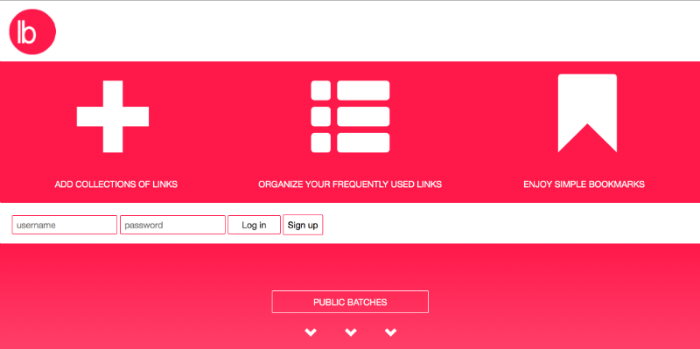 lb
ADD COLLECTIONS OF LINKS
ORGANIZE YOUR FREQUENTLY USED LINKS
ENJOY SIMPLE BOOKMARKS
username
password
Log in
Sign up
PUBLIC BATCHES